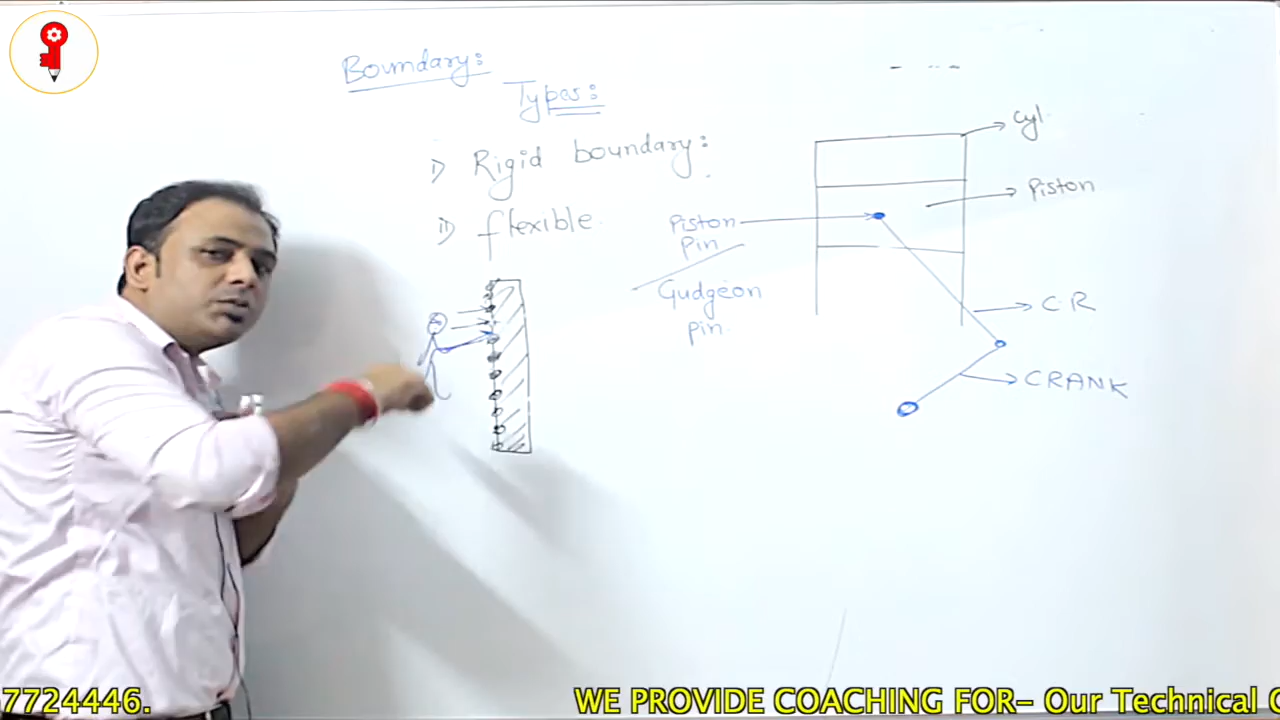 Boundary:
Types:
i) Rigid boundary:
ii) flexible
Cyl.
Piston
Piston
Pin
Gudgeon
pin.
C.R
CRANK
7724446.
WE PROVIDE COACHING FOR- Our Technical